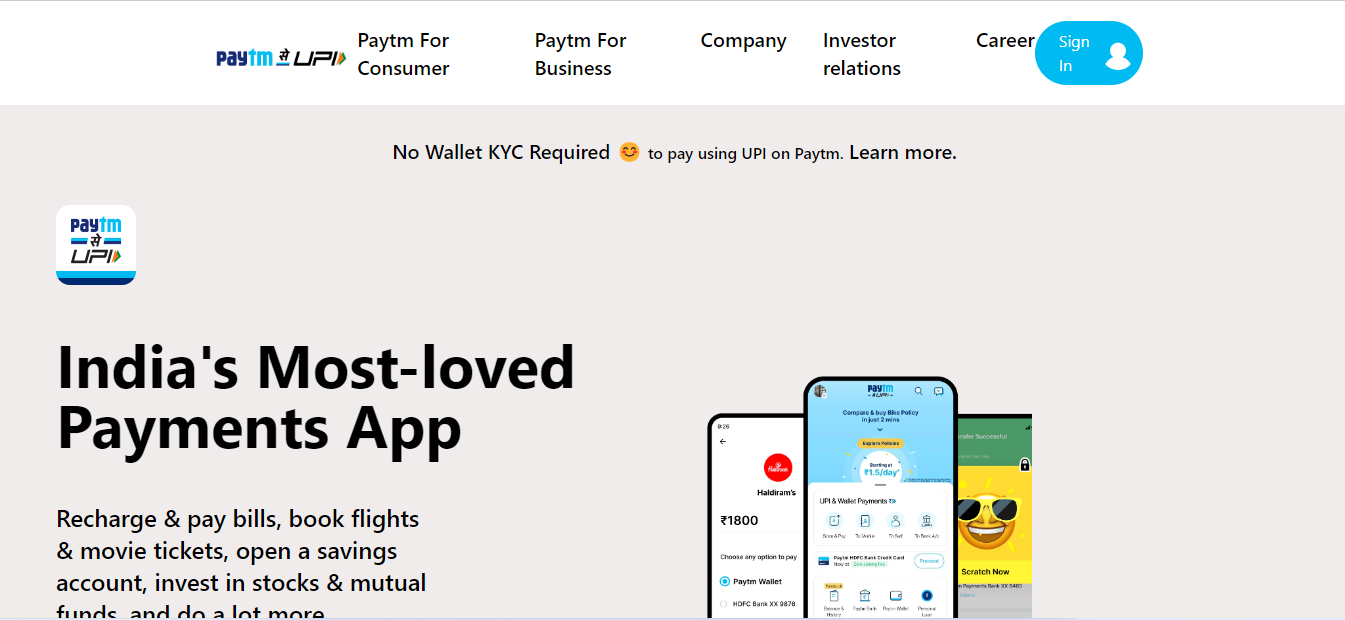 paytm से UPI
Paytm For
Consumer
Paytm For
Business
Company
Investor
relations
Career
Sign
In
No Wallet KYC Required 😊 to pay using UPI on Paytm. Learn more.
paytm
से
UPI
India's Most-loved
Payments App
Recharge & pay bills, book flights
& movie tickets, open a savings
account, invest in stocks & mutual
funds, and do a lot more
9:26
Haldiram's
Haldiram's
₹1800
Choose any option to pay
Paytm Wallet
HDFC Bank XX 9876
paytm
से UPI
Compare & buy Bike Policy
in just 2 mins
Explore Policies
Starting at
₹1.5/day*
UPI & Wallet Payments
Scan & Pay
To Mobile
To Self
To Bank A/c
Paytm HDFC Bank Credit Card
Now at
Proceed
Balance &
History
Paytm Bank
Paytm Wallet
Personal
Loan
Successful
Scratch Now
Payments Bank XX 6465